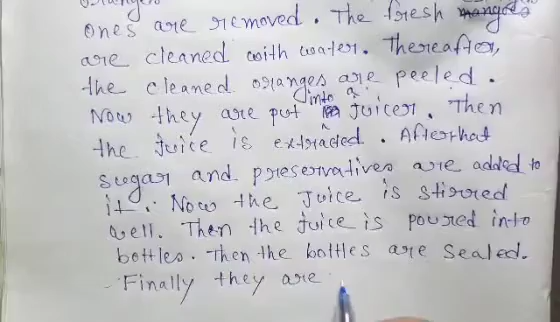 ones are removed. The fresh
are cleaned with water. Thereafter,
the cleaned oranges are peeled.
Now they are put into a Juicer. Then
the juice is extracted. Afterthat
sugar and preservatives are added to
it. Now the Juice is stirred
well. Then the juice is poured into
bottles. Then the bottles are sealed.
Finally they are